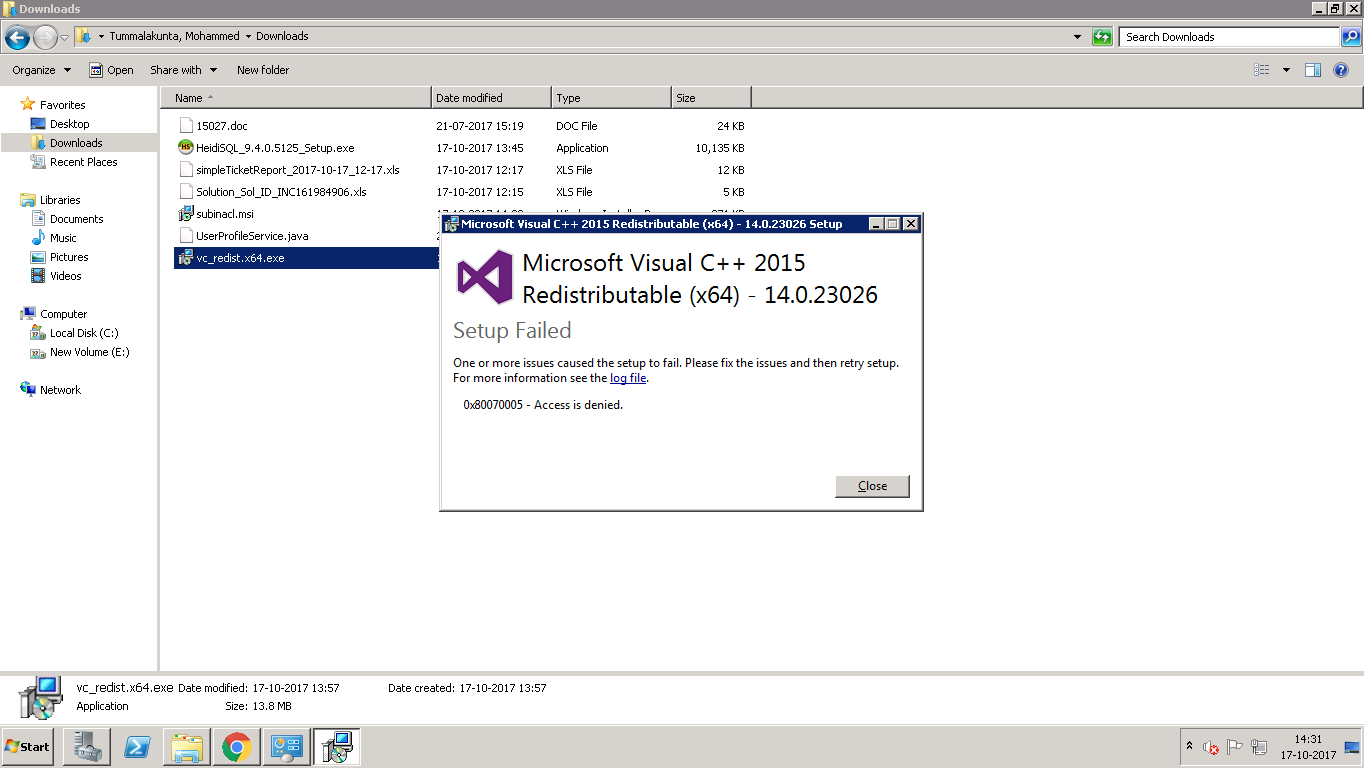 Downloads
Tummalakunta, Mohammed Downloads
Search Downloads
Organize Open Share with New folder
Favorites
Desktop
Downloads
Recent Places
Libraries
Documents
Music
Pictures
Videos
Computer
Local Disk (C:)
New Volume (E:)
Network
Name Date modified Type Size
15027.doc 21-07-2017 15:19 DOC File 24 KB
HeidiSQL_9.4.0.5125_Setup.exe 17-10-2017 13:45 Application 10,135 KB
simpleTicketReport_2017-10-17_12-17.xls 17-10-2017 12:17 XLS File 12 KB
Solution_Sol_ID_INC161984906.xls 17-10-2017 12:15 XLS File 5 KB
subinacl.msi
UserProfileService.java
vc_redist.x64.exe
Microsoft Visual C++ 2015 Redistributable (x64) - 14.0.23026 Setup
Microsoft Visual C++ 2015
Redistributable (x64) - 14.0.23026
Setup Failed
One or more issues caused the setup to fail. Please fix the issues and then retry setup.
For more information see the log file.
0x80070005 - Access is denied.
Close
vc_redist.x64.exe Date modified: 17-10-2017 13:57 Date created: 17-10-2017 13:57
Application Size: 13.8 MB
Start
14:31
17-10-2017